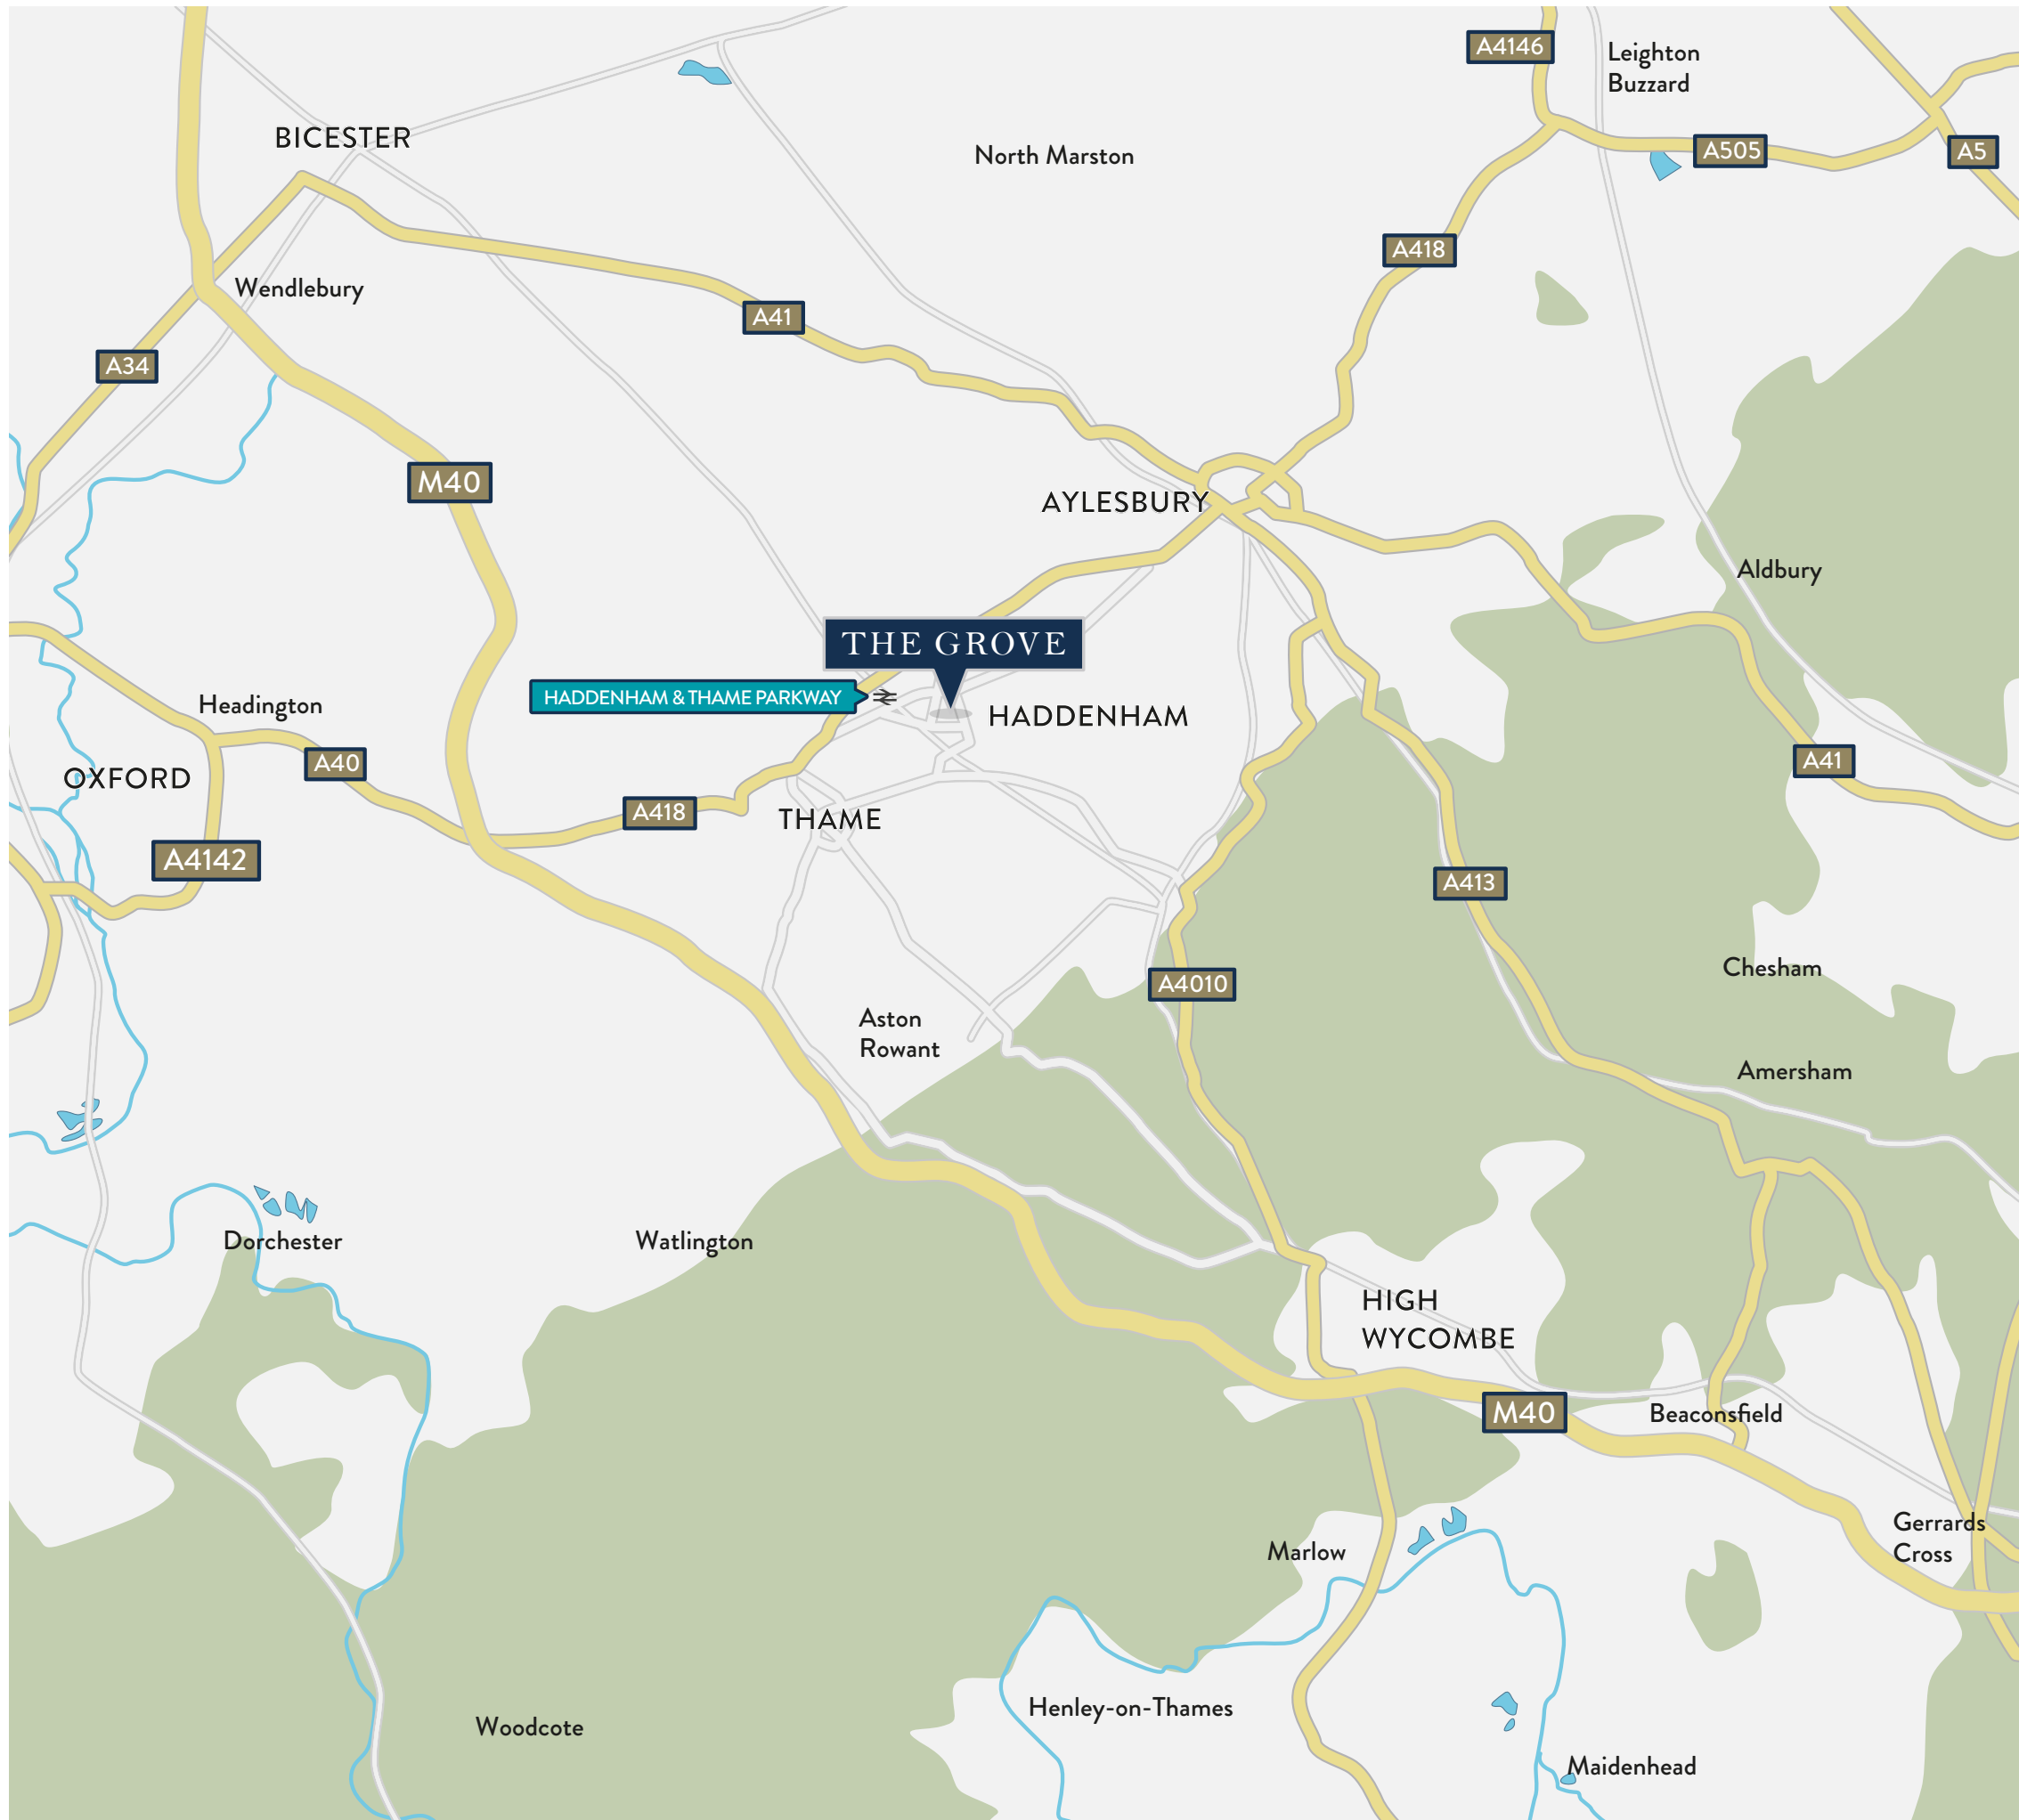 A4146
Leighton
Buzzard
BICESTER
North Marston
A505
A5
A418
Wendlebury
A41
A34
M40
AYLESBURY
Aldbury
THE GROVE
HADDENHAM & THAME PARKWAY
Headington
HADDENHAM
A40
A41
OXFORD
A418
THAME
A4142
A413
Chesham
A4010
Aston
Rowant
Amersham
Dorchester
Watlington
HIGH
WYCOMBE
M40
Beaconsfield
Gerrards
Cross
Marlow
Henley-on-Thames
Woodcote
Maidenhead